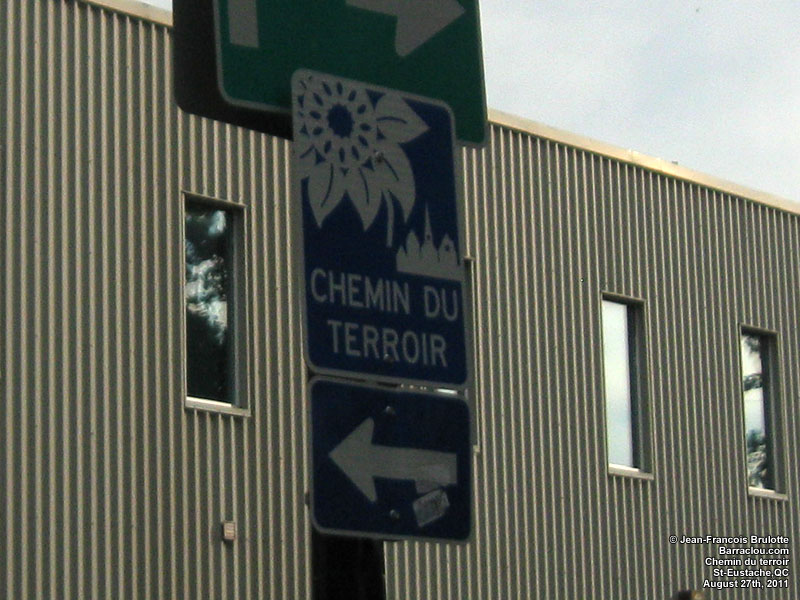 CHEMIN DU
TERROIR
© Jean-Francois Brulotte
Barraclou.com
Chemin du terroir
St-Eustache,QC
August 27th, 2011